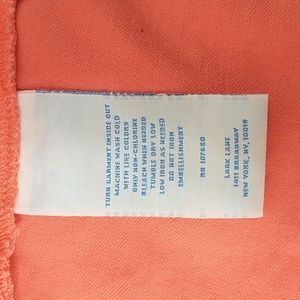 TURN GARMENT INSIDE OUT
MACHINE WASH COLD
WITH LIKE COLORS
ONLY NON-CHLORINE
BLEACH WHEN NEEDED
TUMBLE DRY LOW
LOW IRON AS NEEDED
DO NOT IRON
EMBELLISHMENT
RN 107620
LARK LANE
1411 BROADWAY
NEW YORK, NY, 10018